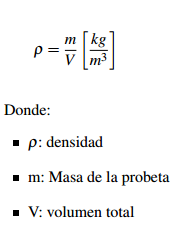 ρ = m/V [kg/m³]
Donde:
▪ ρ: densidad
▪ m: Masa de la probeta
▪ V: volumen total